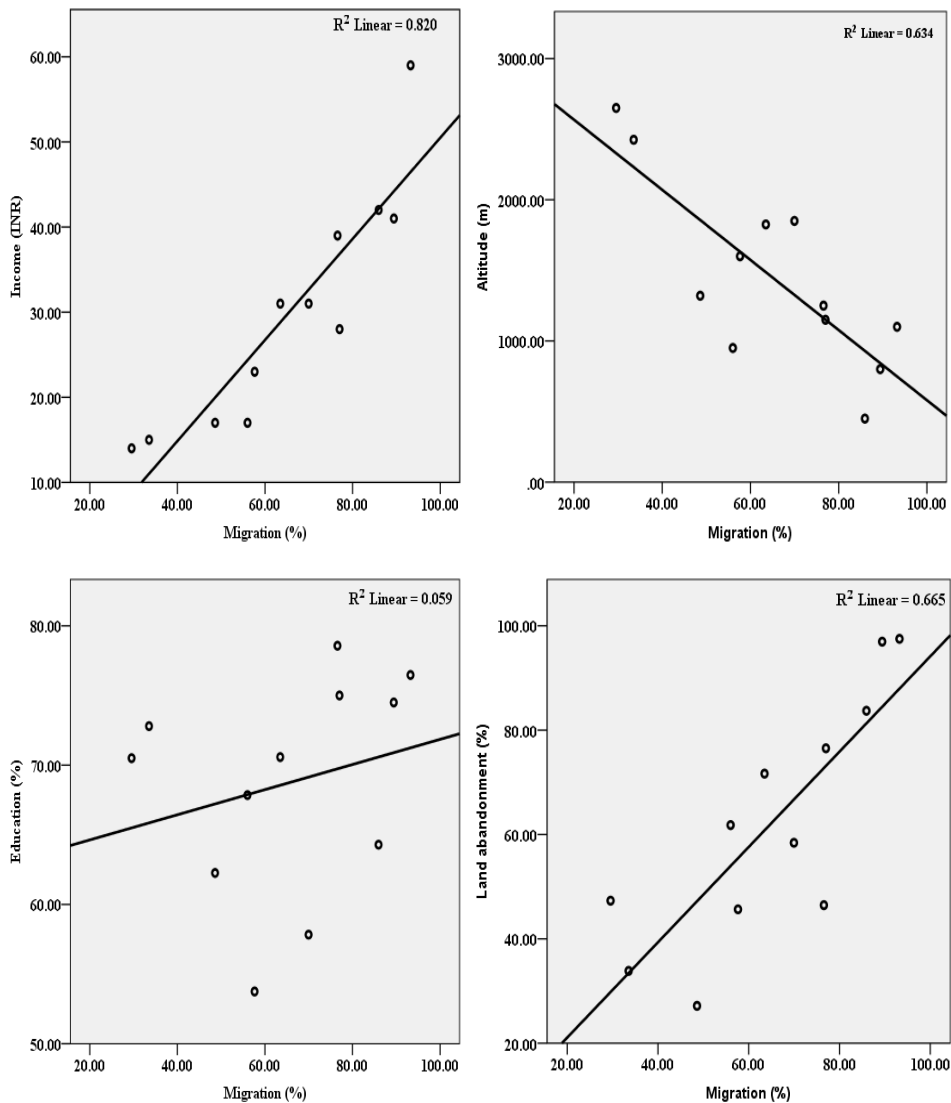 R² Linear = 0.820
60.00
50.00
40.00
30.00
20.00
10.00
Income (INR)
20.00 40.00 60.00 80.00 100.00
Migration (%)
R² Linear = 0.634
3000.00
2000.00
1000.00
.00
Altitude (m)
20.00 40.00 60.00 80.00 100.00
Migration (%)
R² Linear = 0.059
80.00
70.00
60.00
50.00
Education (%)
20.00 40.00 60.00 80.00 100.00
Migration (%)
R² Linear = 0.665
100.00
80.00
60.00
40.00
20.00
Land abandonment (%)
20.00 40.00 60.00 80.00 100.00
Migration (%)